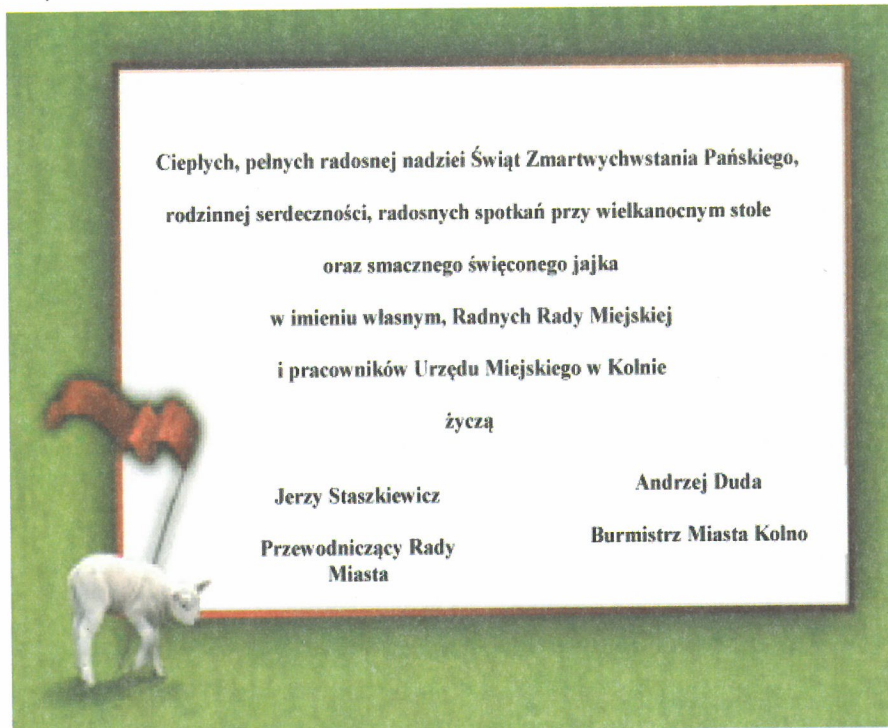 Ciepłych, pełnych radosnej nadziei Świąt Zmartwychwstania Pańskiego,
rodzinnej serdeczności, radosnych spotkań przy wielkanocnym stole
oraz smacznego święconego jajka
w imieniu własnym, Radnych Rady Miejskiej
i pracowników Urzędu Miejskiego w Kolnie
życzą
Jerzy Staszkiewicz
Przewodniczący Rady
Miasta
Andrzej Duda
Burmistrz Miasta Kolno